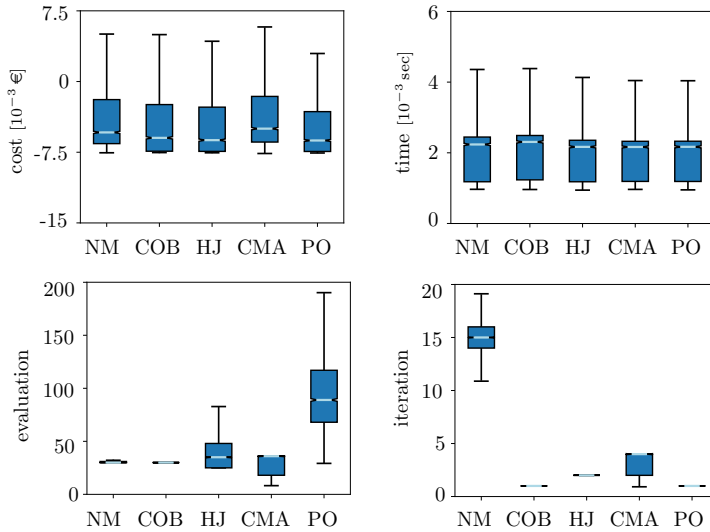 cost [10⁻³ €]
7.5
0
-7.5
-15
NM COB HJ CMA PO
time [10⁻³ sec]
6
4
2
0
NM COB HJ CMA PO
evaluation
200
150
100
50
0
NM COB HJ CMA PO
iteration
20
15
10
5
0
NM COB HJ CMA PO